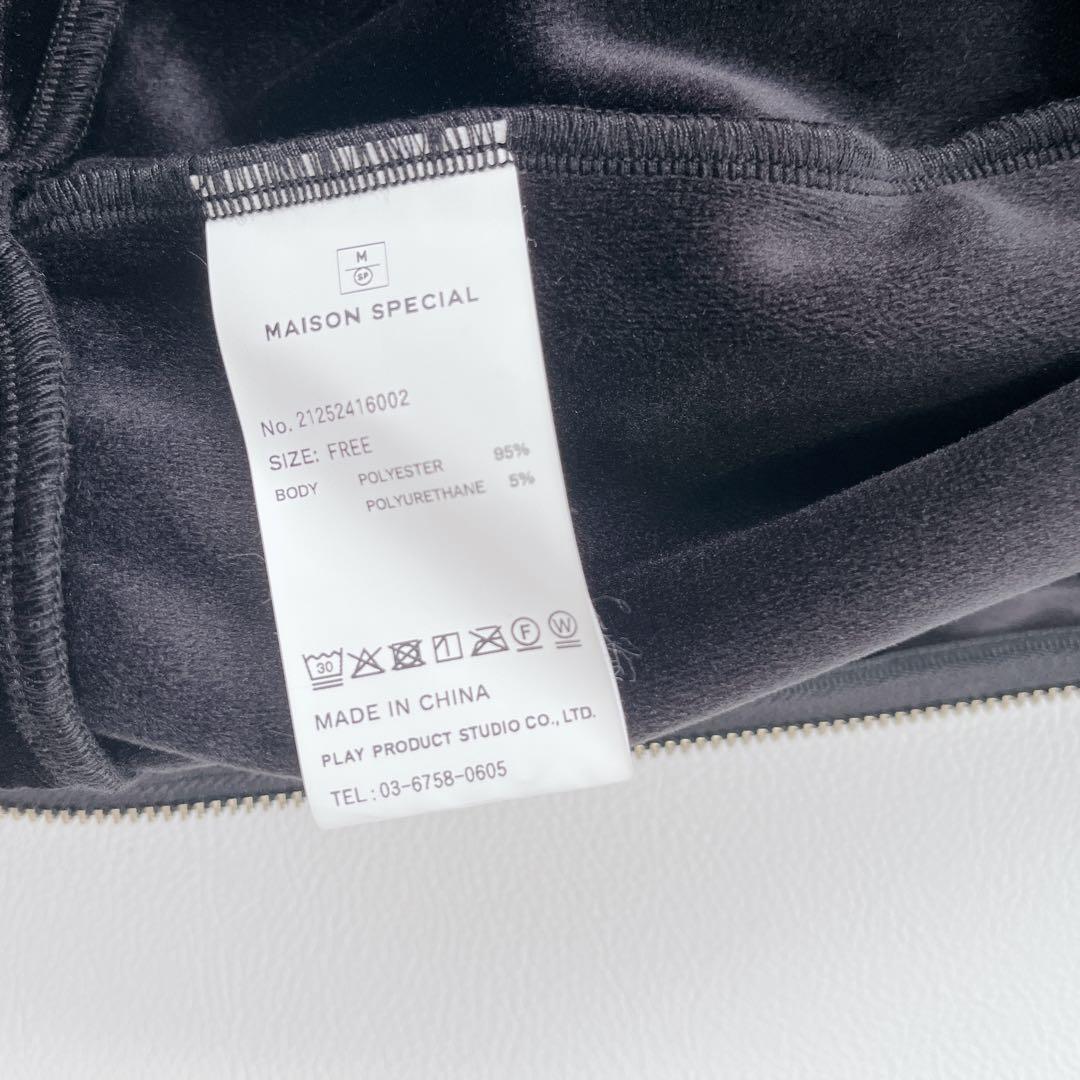 M
SP
MAISON SPECIAL
No. 21252416002
SIZE: FREE
BODY POLYESTER 95%
POLYURETHANE 5%
30 F W
MADE IN CHINA
PLAY PRODUCT STUDIO CO., LTD.
TEL : 03-6758-0605